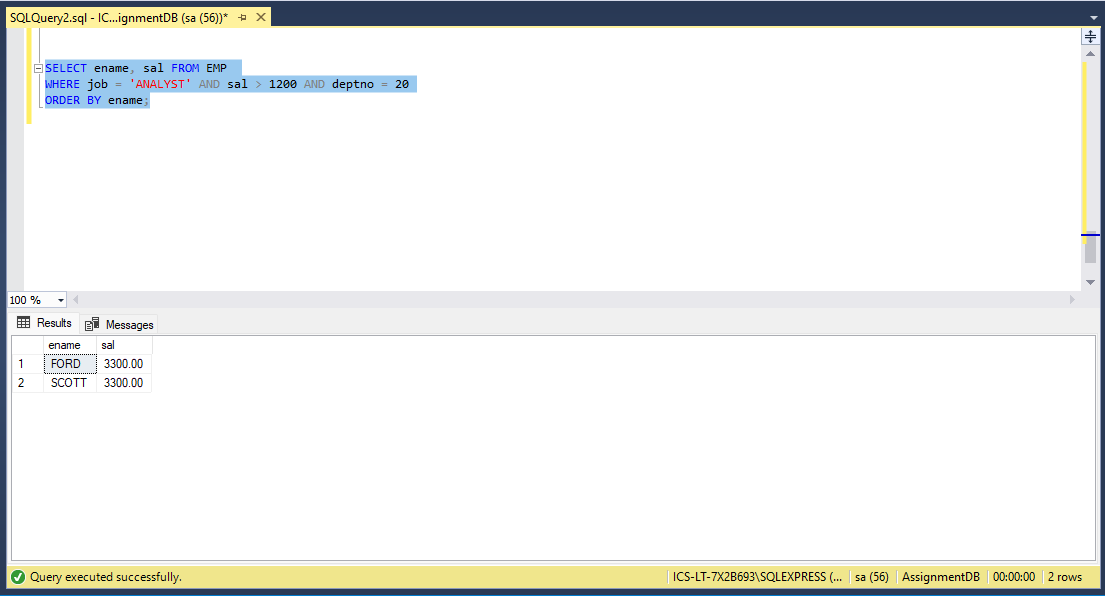 SQLQuery2.sql - IC...ignmentDB (sa (56))*
SELECT ename, sal FROM EMP
WHERE job = 'ANALYST' AND sal > 1200 AND deptno = 20
ORDER BY ename;
100 %
Results Messages
ename sal
1 FORD 3300.00
2 SCOTT 3300.00
Query executed successfully. ICS-LT-7X2B693\SQLEXPRESS (... sa (56) AssignmentDB 00:00:00 2 rows